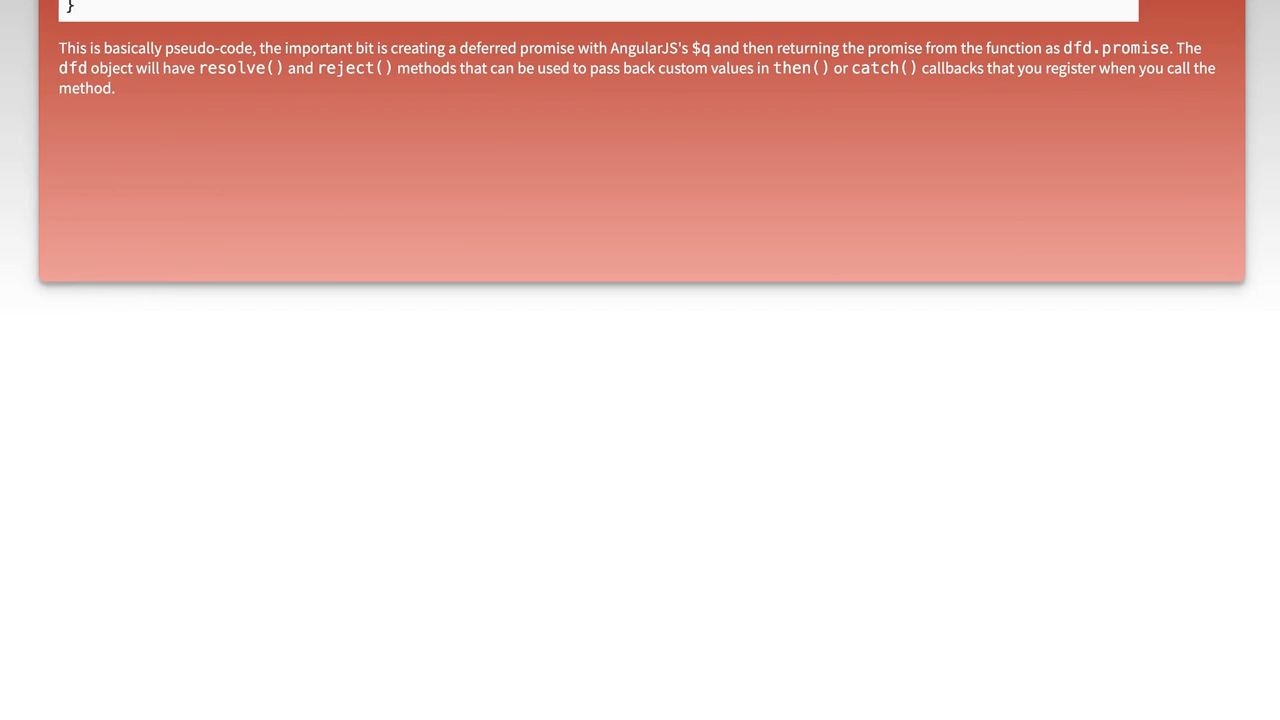 }
This is basically pseudo-code, the important bit is creating a deferred promise with AngularJS's $q and then returning the promise from the function as dfd.promise. The
dfd object will have resolve() and reject() methods that can be used to pass back custom values in then() or catch() callbacks that you register when you call the
method.